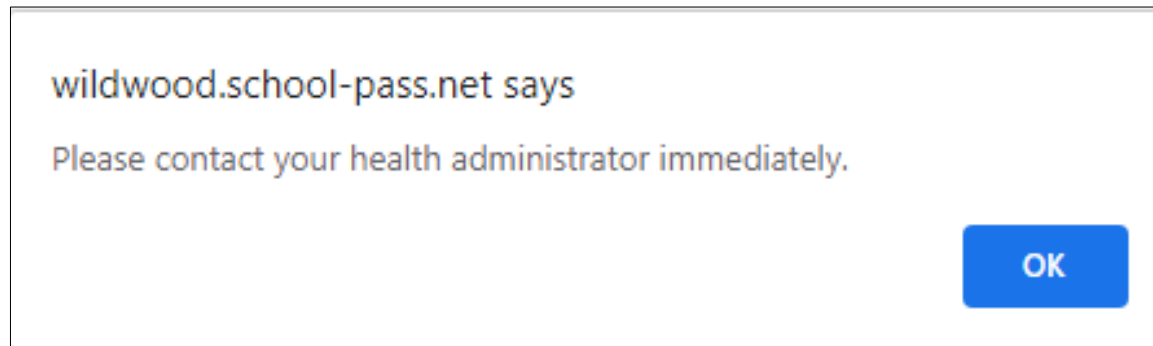 wildwood.school-pass.net says
Please contact your health administrator immediately.
OK